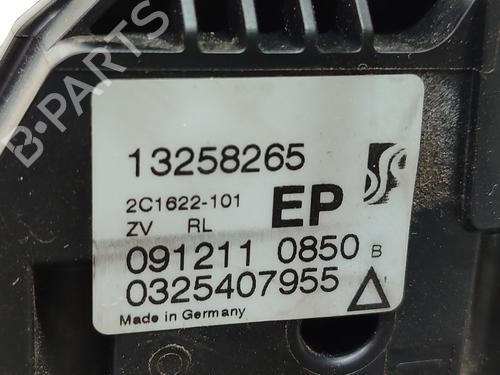 B-PARTS
13258265
2C1622-101
EP
ZV RL
091211 0850 B
0325407955
Made in Germany